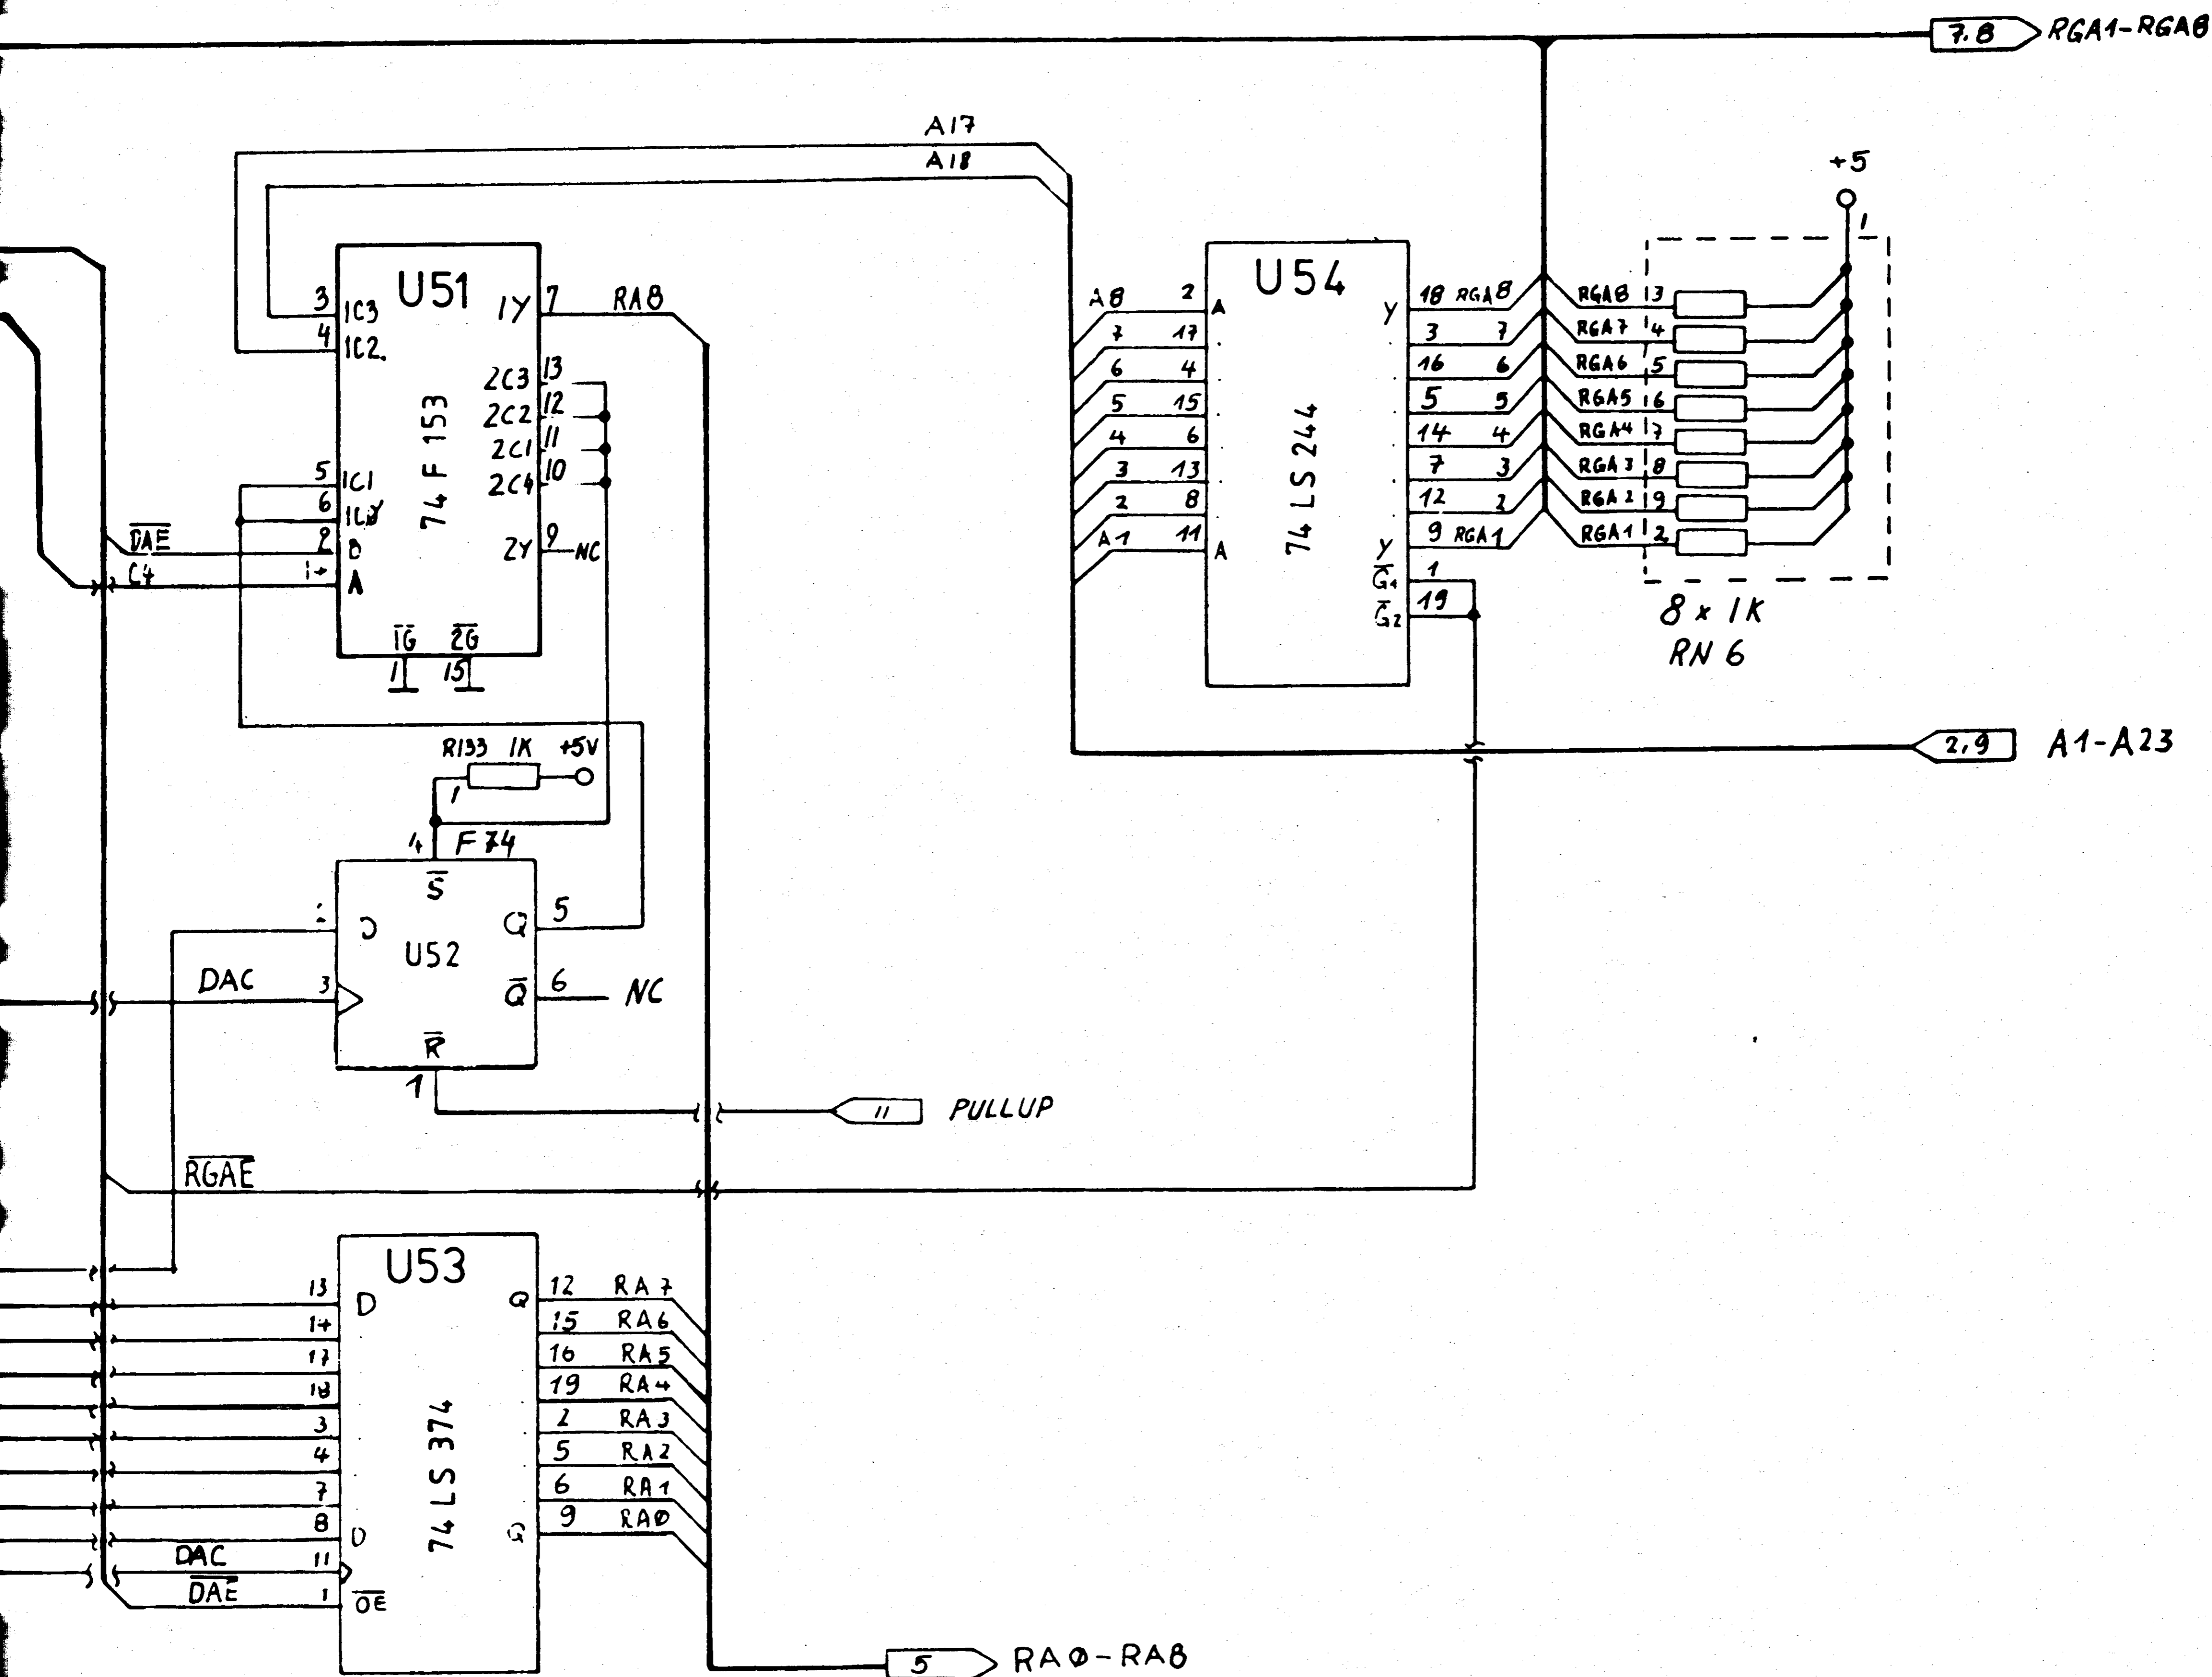 7.8 RGA1-RGA8
A17
A18
+5
1
U51
3 1C3
4 1C2
1Y 7 RA8
2C3 13
2C2 12
2C1 11
10
74 F 153
5 1C1
6
2Y 9 NC
DAE
C4
A
1G 2G
1 15
U54
A8 2 A Y 18 RGA8
7 17 3 7
6 4 16 6
5 15 5 5
4 6 14 4
3 13 7 3
2 8 12 2
A1 11 A Y 9 RGA1
G1 1
G2 19
74 LS 244
RGA8 3
RGA7 4
RGA6 5
RGA5 6
RGA4 7
RGA3 8
RGA2 9
RGA1 2
8 x 1K
RN 6
2,9 A1-A23
R133 1K +5V
1
4 F74
S
Q 5
U52
DAC 3
Q 6 NC
R
1
11 PULLUP
RGAE
U53
13 D Q 12 RA7
14 15 RA6
17 16 RA5
18 19 RA4
3 2 RA3
4 5 RA2
7 6 RA1
8 D Q 9 RAØ
74 LS 374
DAC 11
DAE 1 OE
5 RAØ-RA8